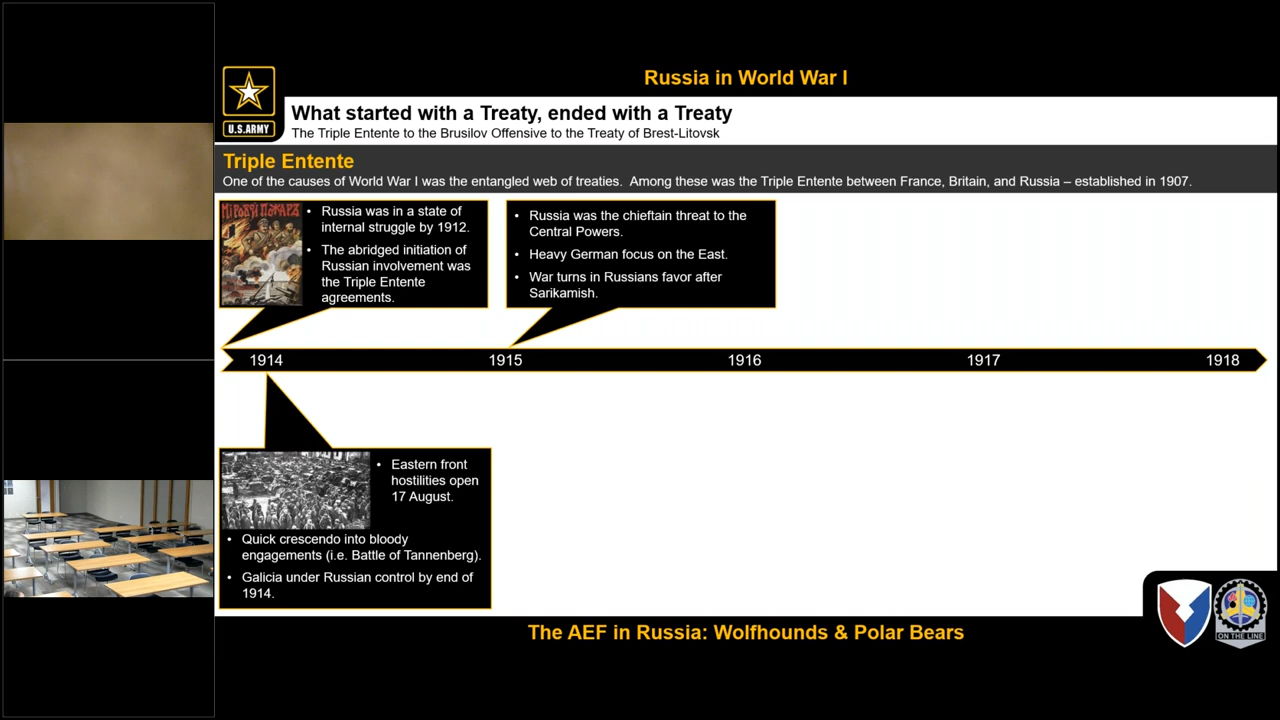 Russia in World War I
U.S.ARMY
What started with a Treaty, ended with a Treaty
The Triple Entente to the Brusilov Offensive to the Treaty of Brest-Litovsk
Triple Entente
One of the causes of World War I was the entangled web of treaties.  Among these was the Triple Entente between France, Britain, and Russia – established in 1907.
МІРОВОЙ ПОЖАРЪ
• Russia was in a state of
internal struggle by 1912.
• The abridged initiation of
Russian involvement was
the Triple Entente
agreements.
• Russia was the chieftain threat to the
Central Powers.
• Heavy German focus on the East.
• War turns in Russians favor after
Sarikamish.
1914 1915 1916 1917 1918
• Eastern front
hostilities open
17 August.
• Quick crescendo into bloody
engagements (i.e. Battle of Tannenberg).
• Galicia under Russian control by end of
1914.
ON THE LINE
The AEF in Russia: Wolfhounds & Polar Bears